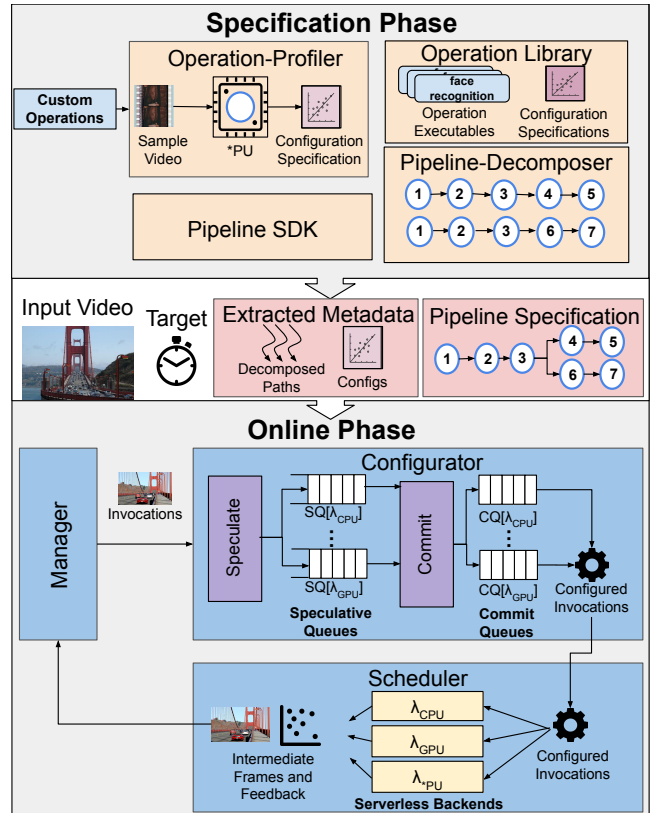 Specification Phase
Operation-Profiler
Custom
Operations
Sample
Video
*PU
Configuration
Specification
Operation Library
face
recognition
Operation
Executables
Configuration
Specifications
Pipeline SDK
Pipeline-Decomposer
1 2 3 4 5
1 2 3 6 7
Input Video
Target
Extracted Metadata
Decomposed
Paths
Configs
Pipeline Specification
1 2 3 4 5
6 7
Online Phase
Manager
Invocations
Configurator
Speculate
SQ[λCPU]
SQ[λGPU]
Speculative
Queues
Commit
CQ[λCPU]
CQ[λGPU]
Commit
Queues
Configured
Invocations
Scheduler
Intermediate
Frames and
Feedback
λCPU
λGPU
λ*PU
Serverless Backends
Configured
Invocations